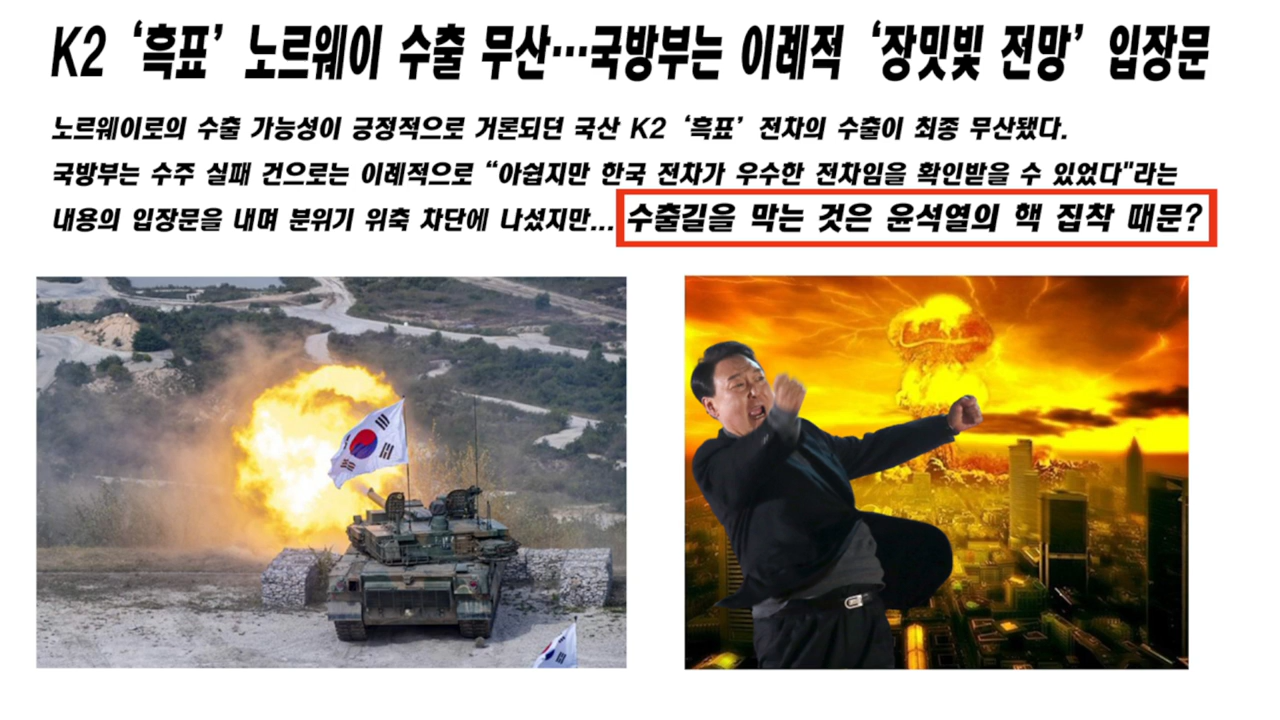 K2 ‘흑표’ 노르웨이 수출 무산…국방부는 이례적 ‘장밋빛 전망’ 입장문
노르웨이로의 수출 가능성이 긍정적으로 거론되던 국산 K2 ‘흑표’ 전차의 수출이 최종 무산됐다.
국방부는 수주 실패 건으로는 이례적으로 “아쉽지만 한국 전차가 우수한 전차임을 확인받을 수 있었다"라는
내용의 입장문을 내며 분위기 위축 차단에 나섰지만... 수출길을 막는 것은 윤석열의 핵 집착 때문?